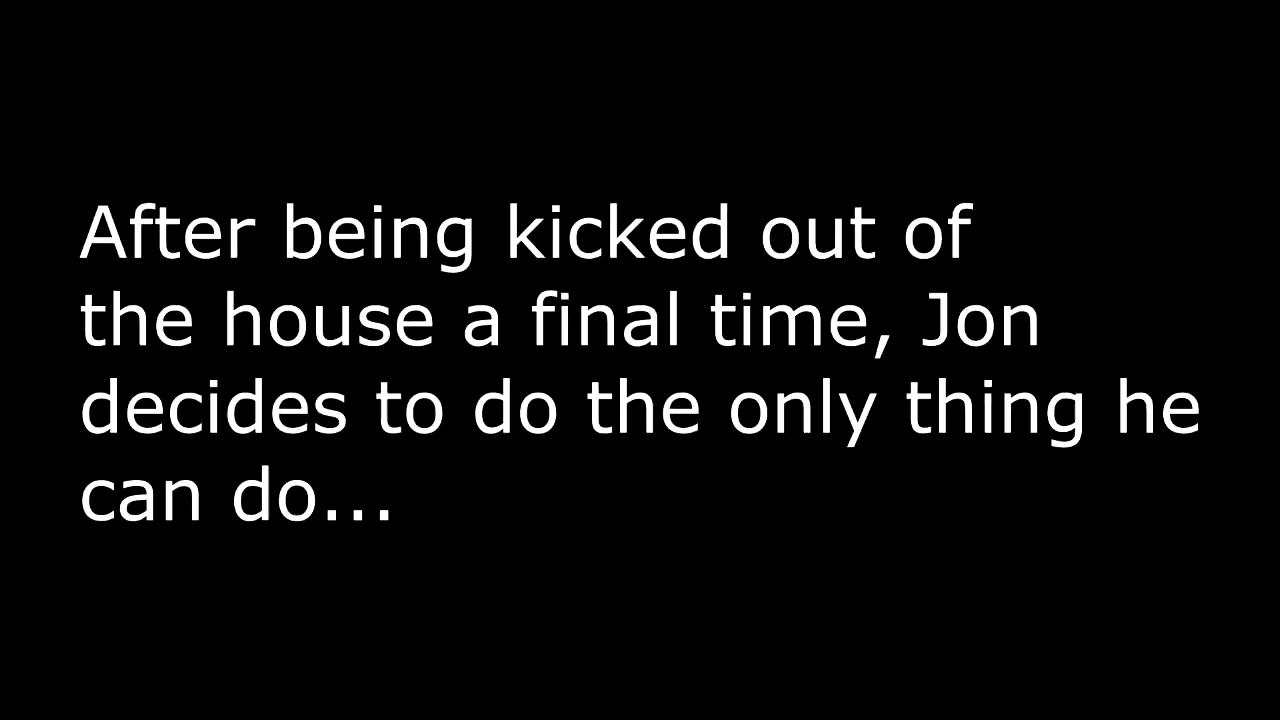 After being kicked out of
the house a final time, Jon
decides to do the only thing he
can do...